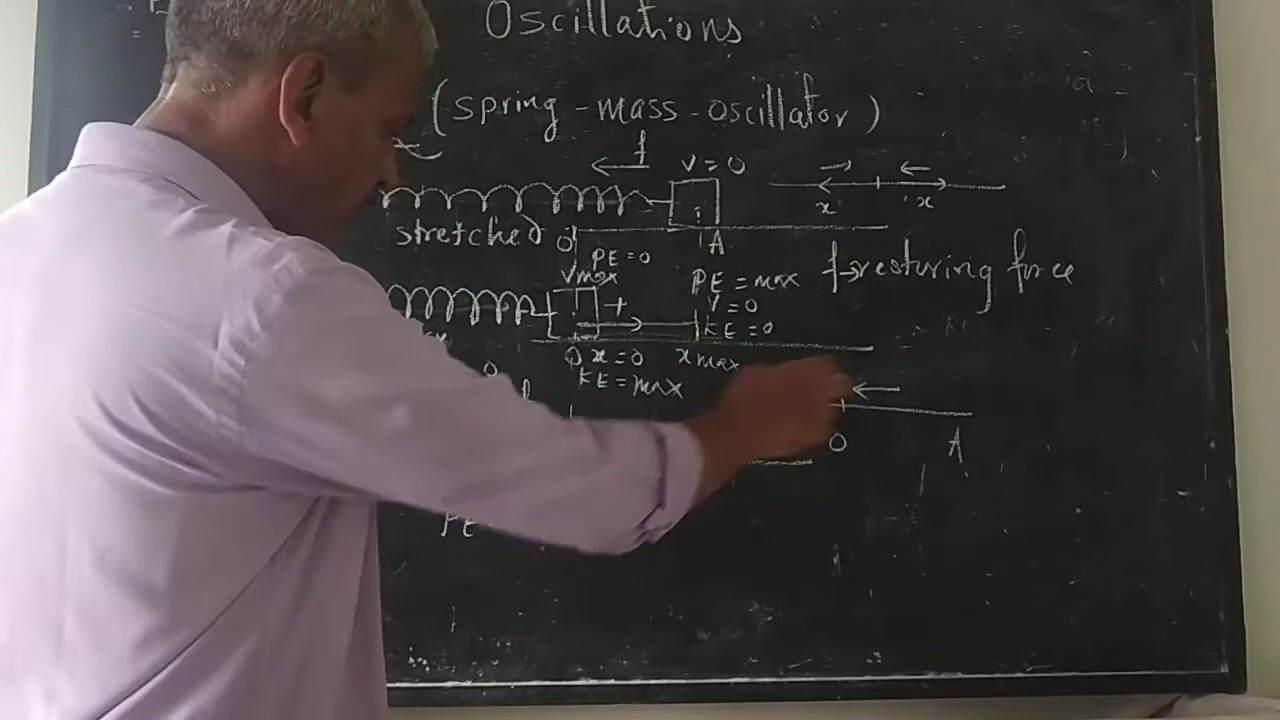 Oscillations
(spring-mass-oscillator)
f
V=0
x x
stretched O A
PE=0
Vmax
PE=max
f→restoring force
V=0
KE=0
O x=0 xmax
KE=max
O
O A
PE